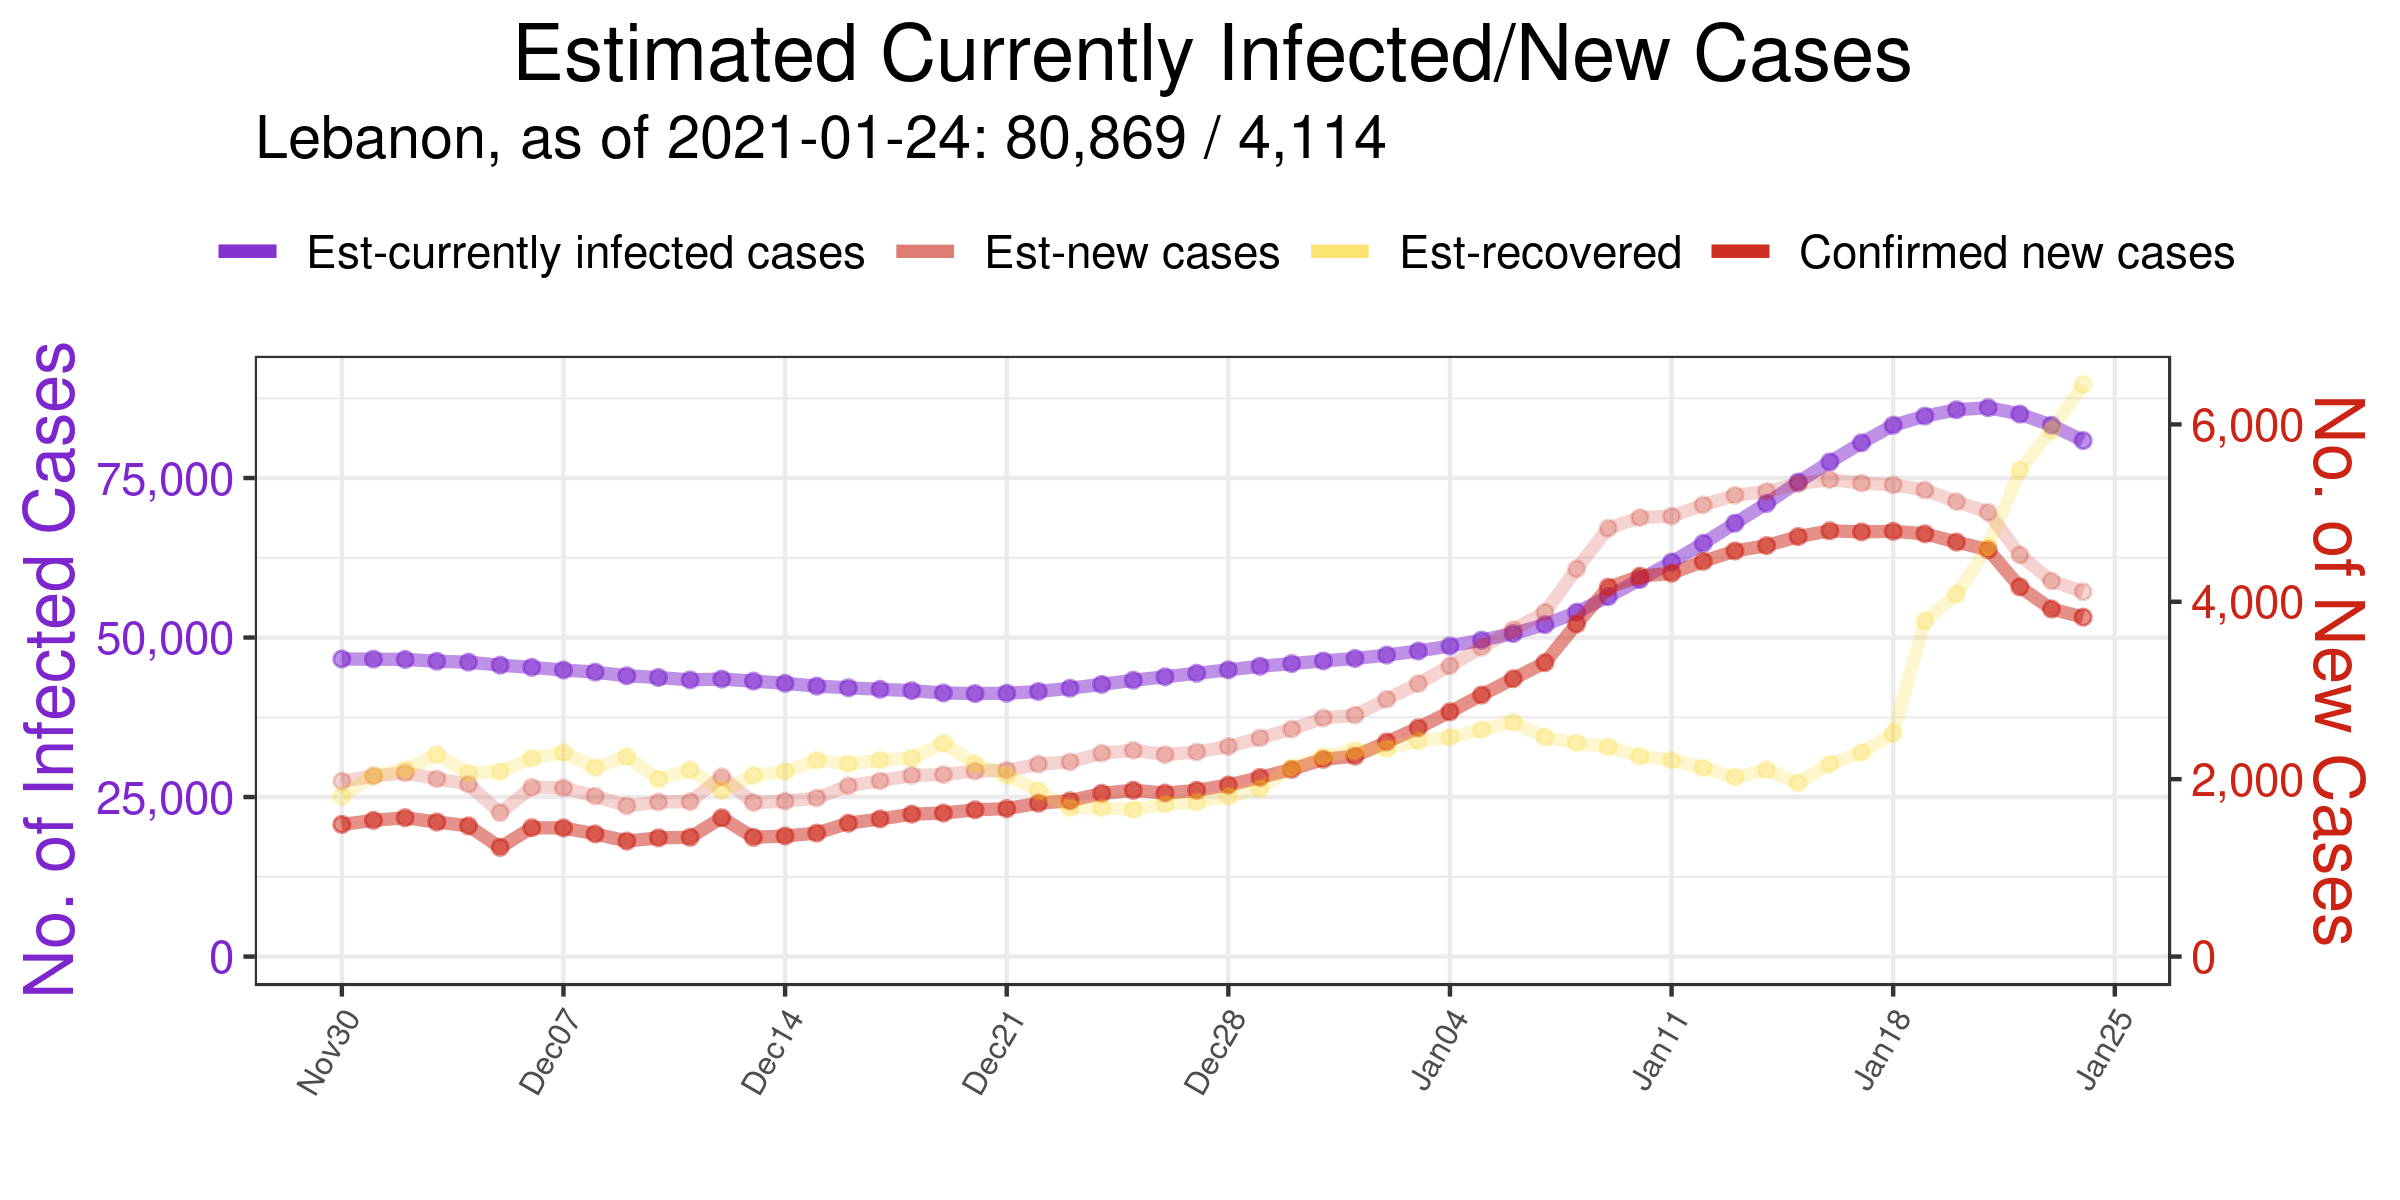 Estimated Currently Infected/New Cases
Lebanon, as of 2021-01-24: 80,869 / 4,114
Est-currently infected cases Est-new cases Est-recovered Confirmed new cases
No. of Infected Cases
75,000
50,000
25,000
0
6,000
4,000
2,000
0
No. of New Cases
Nov30 Dec07 Dec14 Dec21 Dec28 Jan04 Jan11 Jan18 Jan25